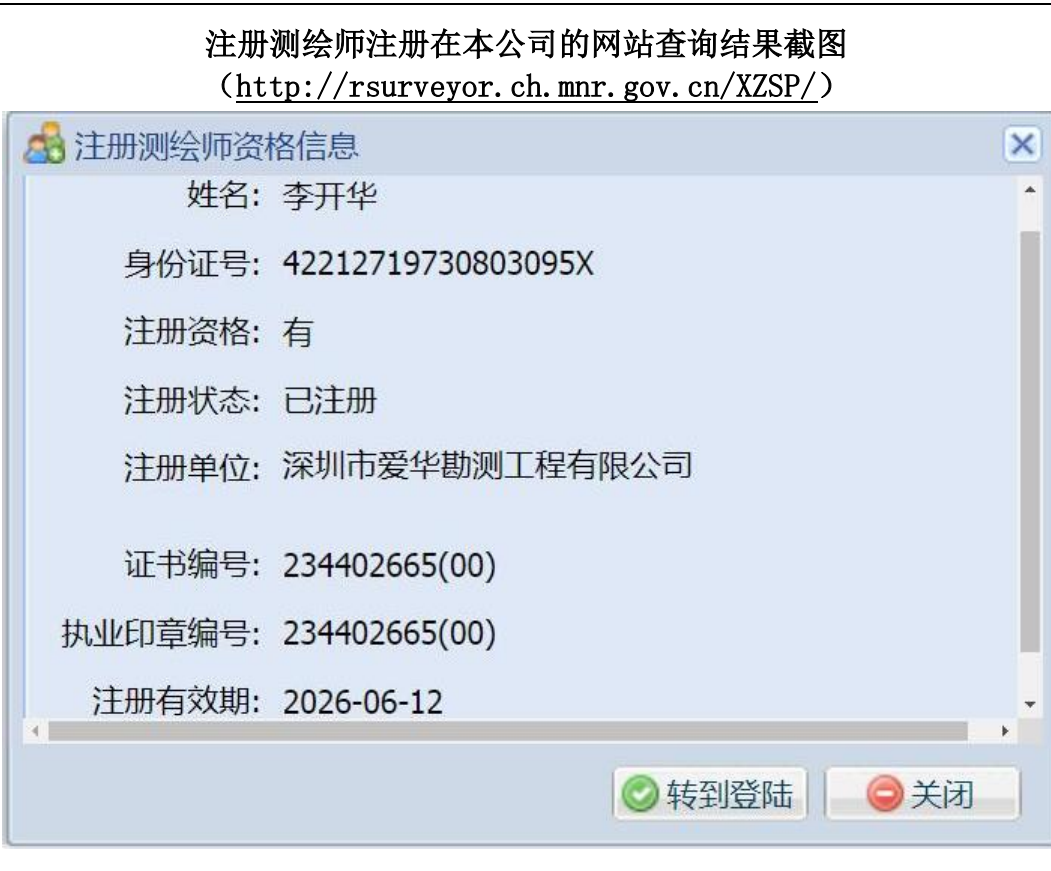 注册测绘师注册在本公司的网站查询结果截图
（http://rsurveyor.ch.mnr.gov.cn/XZSP/）
注册测绘师资格信息
姓名: 李开华
身份证号: 42212719730803095X
注册资格: 有
注册状态: 已注册
注册单位: 深圳市爱华勘测工程有限公司
证书编号: 234402665(00)
执业印章编号: 234402665(00)
注册有效期: 2026-06-12
转到登陆 关闭